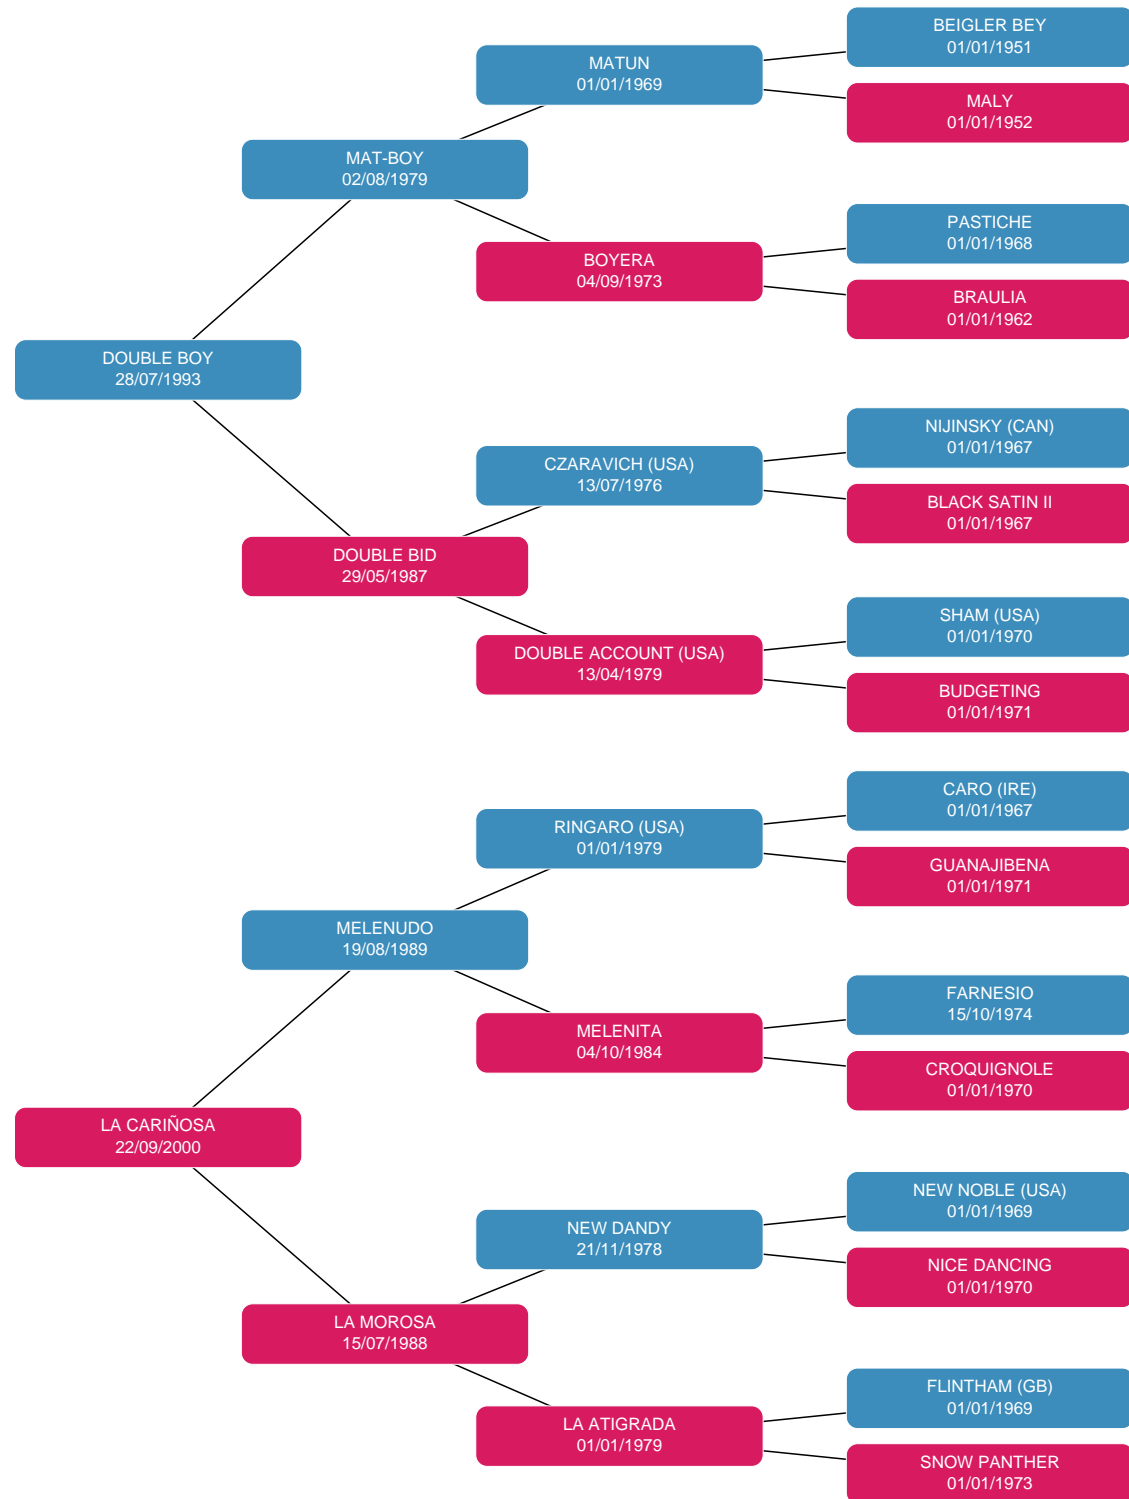 BEIGLER BEY
01/01/1951
MATUN
01/01/1969
MALY
01/01/1952
MAT-BOY
02/08/1979
PASTICHE
01/01/1968
BOYERA
04/09/1973
BRAULIA
01/01/1962
DOUBLE BOY
28/07/1993
NIJINSKY (CAN)
01/01/1967
CZARAVICH (USA)
13/07/1976
BLACK SATIN II
01/01/1967
DOUBLE BID
29/05/1987
SHAM (USA)
01/01/1970
DOUBLE ACCOUNT (USA)
13/04/1979
BUDGETING
01/01/1971
CARO (IRE)
01/01/1967
RINGARO (USA)
01/01/1979
GUANAJIBENA
01/01/1971
MELENUDO
19/08/1989
FARNESIO
15/10/1974
MELENITA
04/10/1984
CROQUIGNOLE
01/01/1970
LA CARIÑOSA
22/09/2000
NEW NOBLE (USA)
01/01/1969
NEW DANDY
21/11/1978
NICE DANCING
01/01/1970
LA MOROSA
15/07/1988
FLINTHAM (GB)
01/01/1969
LA ATIGRADA
01/01/1979
SNOW PANTHER
01/01/1973